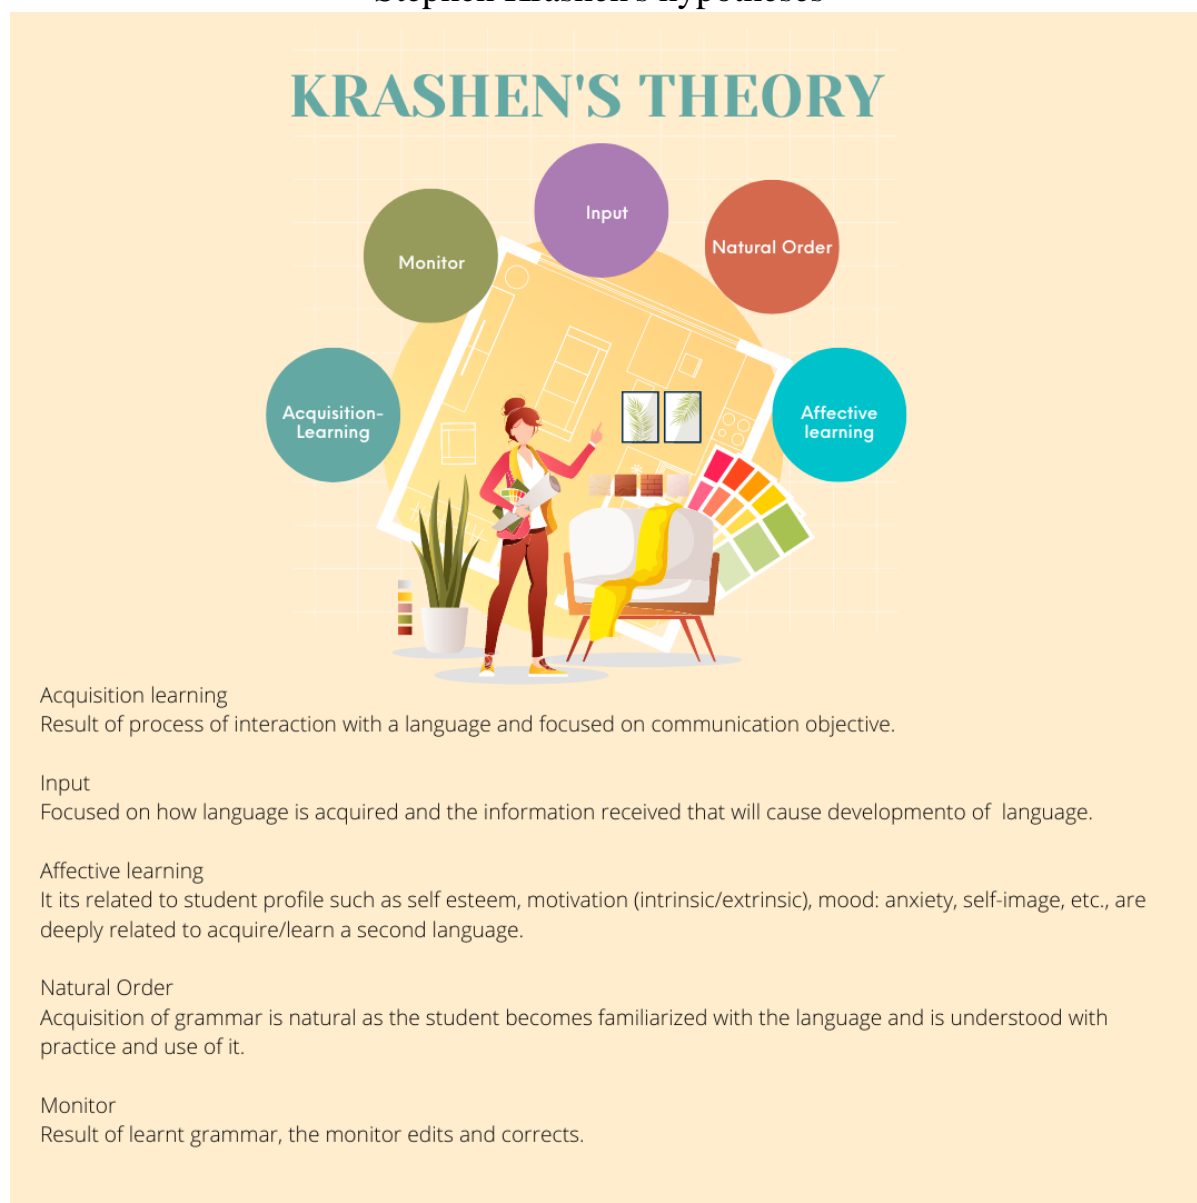 Stephen Krashen's hypotheses
KRASHEN'S THEORY
Input
Natural Order
Monitor
Acquisition-
Learning
Affective
learning
Acquisition learning
Result of process of interaction with a language and focused on communication objective.
Input
Focused on how language is acquired and the information received that will cause developmento of  language.
Affective learning
It its related to student profile such as self esteem, motivation (intrinsic/extrinsic), mood: anxiety, self-image, etc., are
deeply related to acquire/learn a second language.
Natural Order
Acquisition of grammar is natural as the student becomes familiarized with the language and is understood with
practice and use of it.
Monitor
Result of learnt grammar, the monitor edits and corrects.